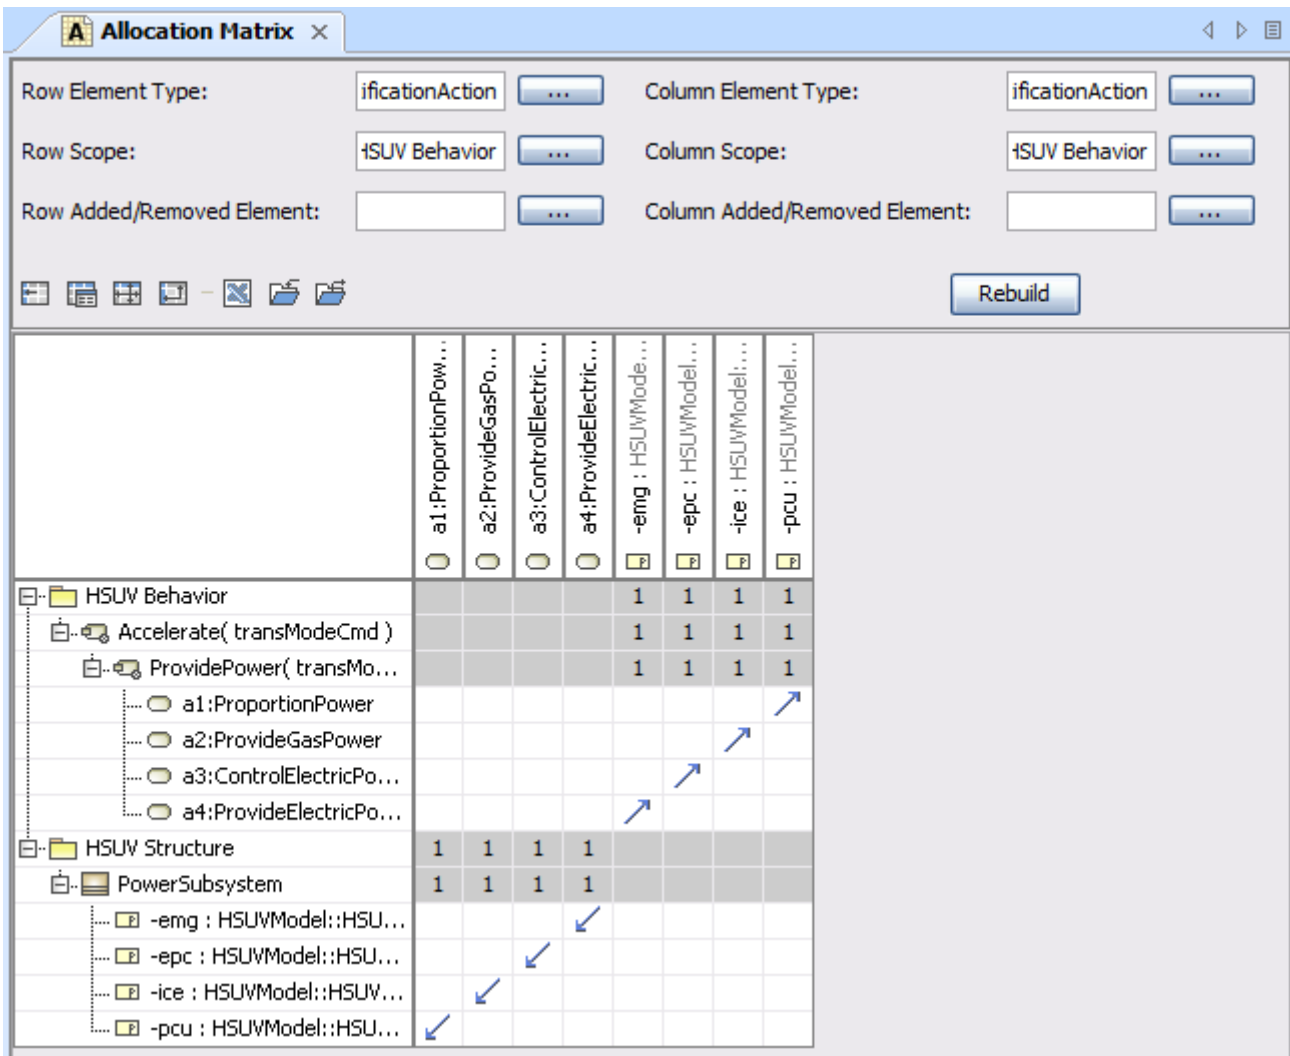 A Allocation Matrix
Row Element Type: ificationAction ... Column Element Type: ificationAction ...
Row Scope: HSUV Behavior ... Column Scope: HSUV Behavior ...
Row Added/Removed Element: ... Column Added/Removed Element: ...
Rebuild
a1:ProportionPow...
a2:ProvideGasPo...
a3:ControlElectric...
a4:ProvideElectric...
-emg : HSUVMode...
-epc : HSUVModel...
-ice : HSUVModel:...
-pcu : HSUVModel...
HSUV Behavior 1 1 1 1
Accelerate( transModeCmd ) 1 1 1 1
ProvidePower( transMo... 1 1 1 1
a1:ProportionPower
a2:ProvideGasPower
a3:ControlElectricPo...
a4:ProvideElectricPo...
HSUV Structure 1 1 1 1
PowerSubsystem 1 1 1 1
-emg : HSUVModel::HSU...
-epc : HSUVModel::HSU...
-ice : HSUVModel::HSUV...
-pcu : HSUVModel::HSU...